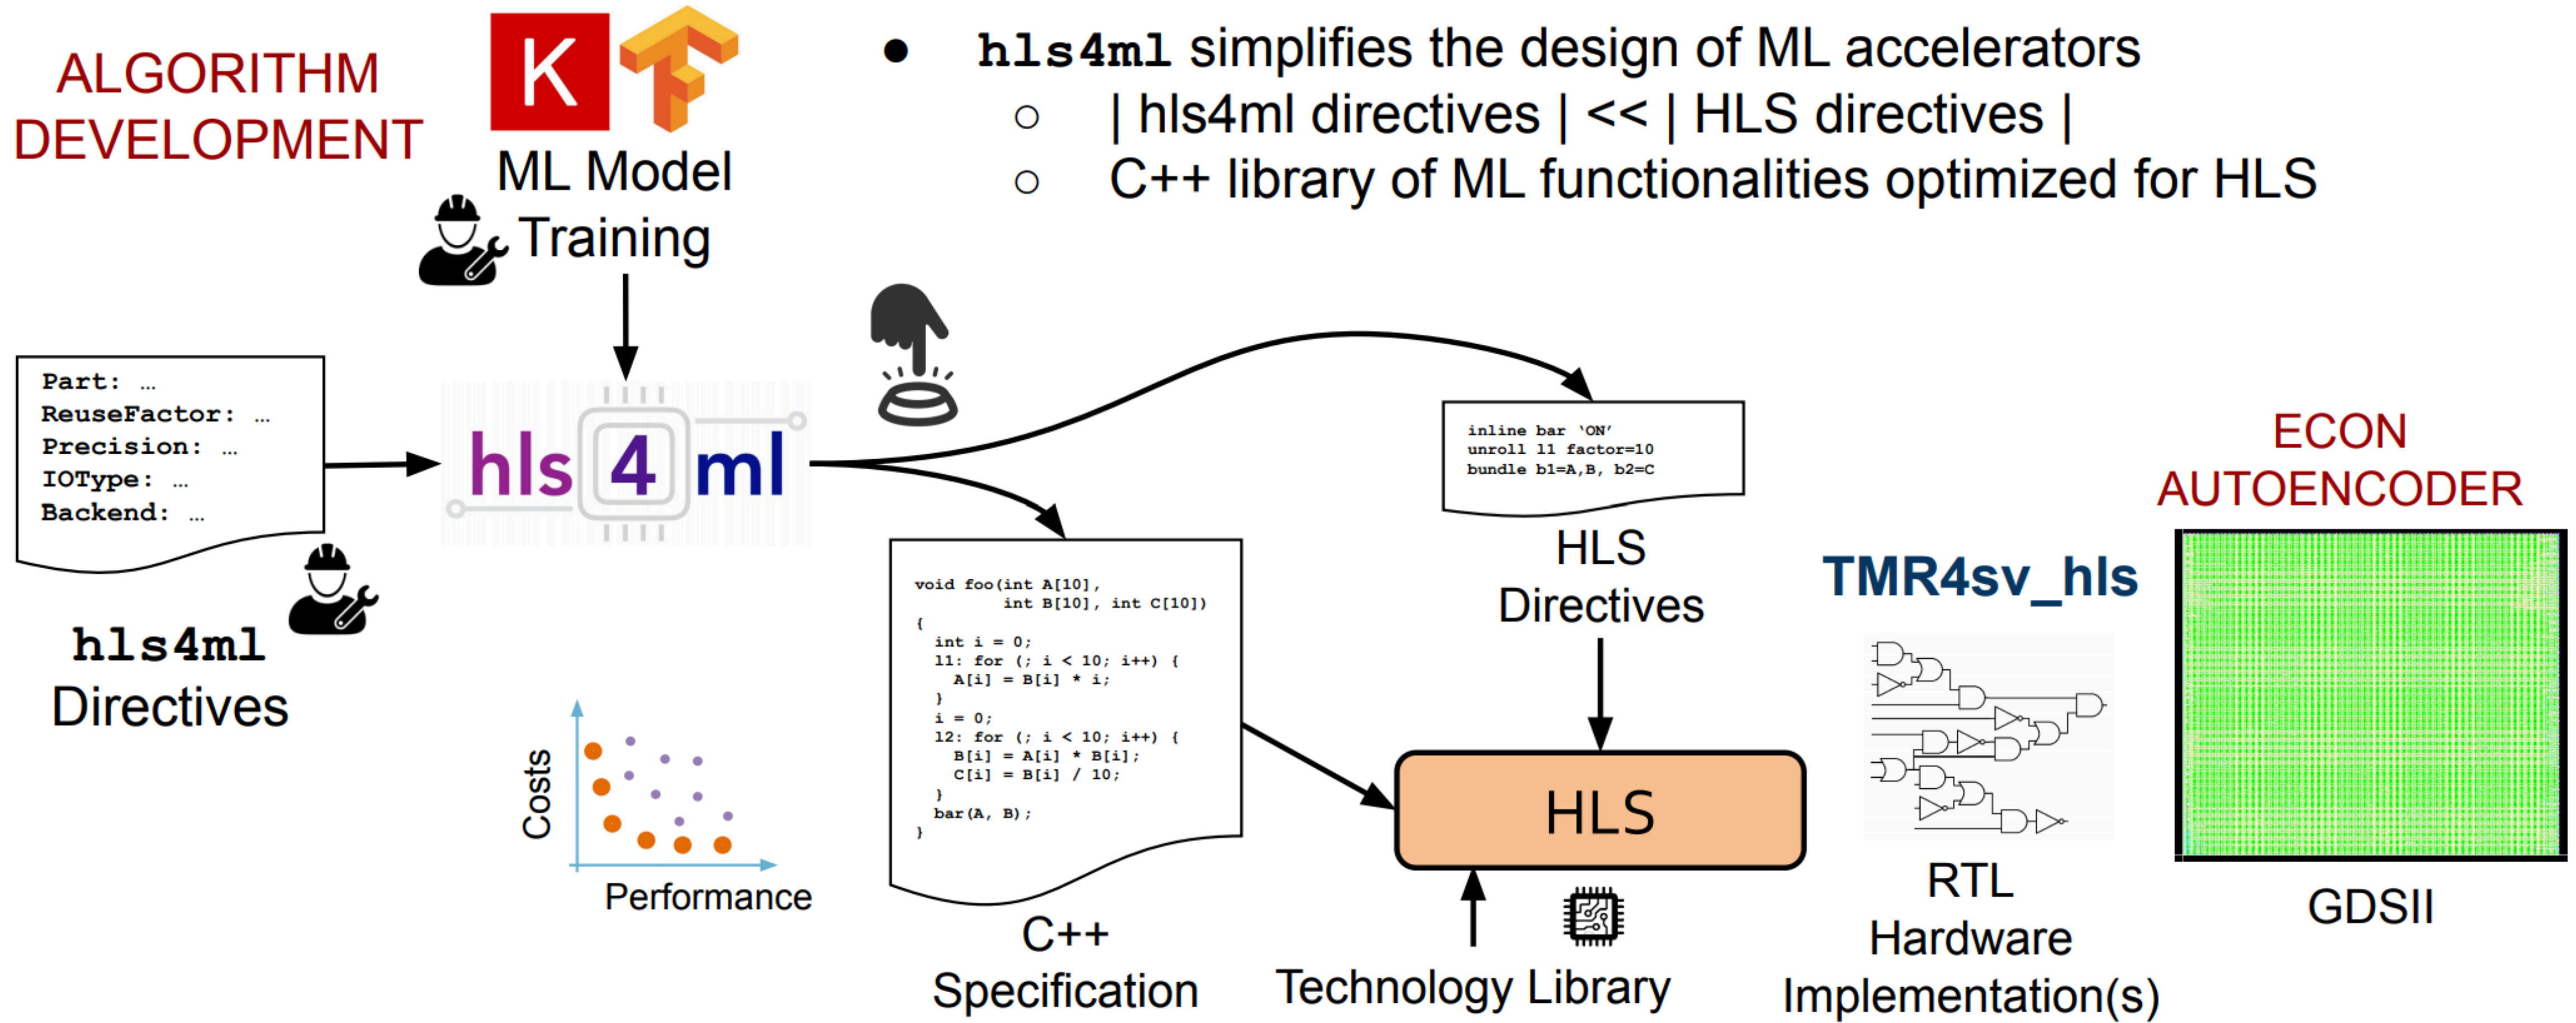 ALGORITHM
DEVELOPMENT
K
ML Model
Training
● hls4ml simplifies the design of ML accelerators
○ | hls4ml directives | << | HLS directives |
○ C++ library of ML functionalities optimized for HLS
Part: …
ReuseFactor: …
Precision: …
IOType: …
Backend: …
hls4ml
Directives
hls 4 ml
Costs
Performance
void foo(int A[10],
int B[10], int C[10])
{
int i = 0;
l1: for (; i < 10; i++) {
A[i] = B[i] * i;
}
i = 0;
l2: for (; i < 10; i++) {
B[i] = A[i] * B[i];
C[i] = B[i] / 10;
}
bar(A, B);
}
C++
Specification
inline bar ‘ON’
unroll l1 factor=10
bundle b1=A,B, b2=C
HLS
Directives
HLS
Technology Library
TMR4sv_hls
RTL
Hardware
Implementation(s)
ECON
AUTOENCODER
GDSII